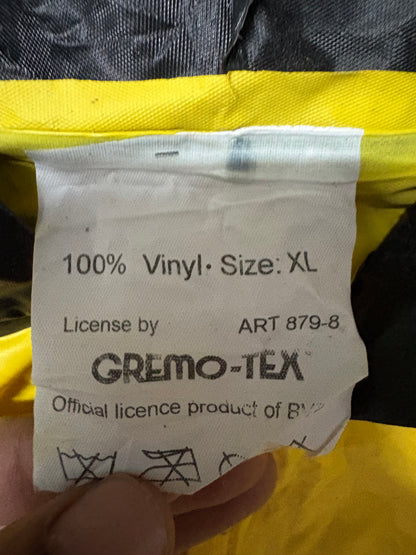 100% Vinyl · Size: XL
License by ART 879-8
GREMO-TEX
Official licence product of